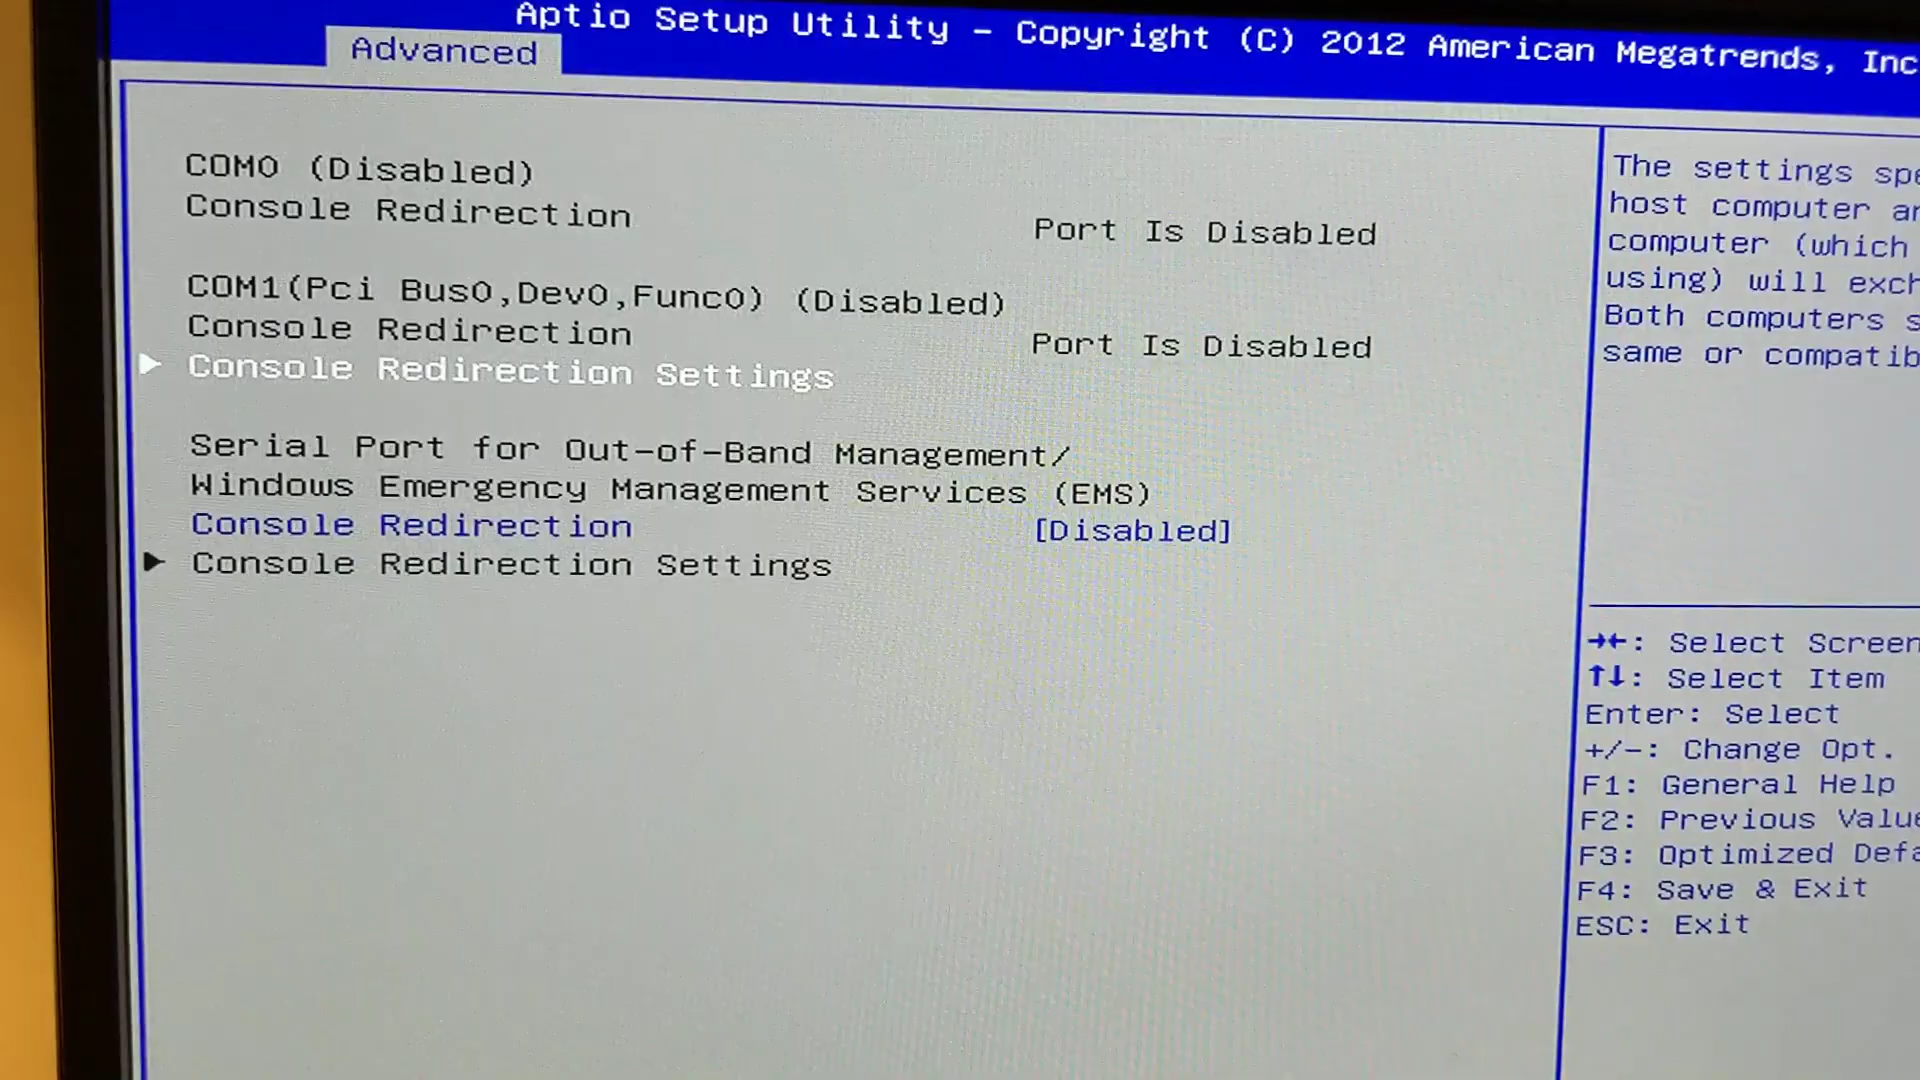 Aptio Setup Utility - Copyright (C) 2012 American Megatrends, Inc
Advanced
COM0 (Disabled)
Console Redirection Port Is Disabled
COM1(Pci Bus0,Dev0,Func0) (Disabled)
Console Redirection Port Is Disabled
► Console Redirection Settings
Serial Port for Out-of-Band Management/
Windows Emergency Management Services (EMS)
Console Redirection [Disabled]
► Console Redirection Settings
The settings
host computer
computer (which
using) will
Both computers
same or
→←: Select Screen
↑↓: Select Item
Enter: Select
+/-: Change Opt.
F1: General Help
F2: Previous
F3: Optimized
F4: Save & Exit
ESC: Exit